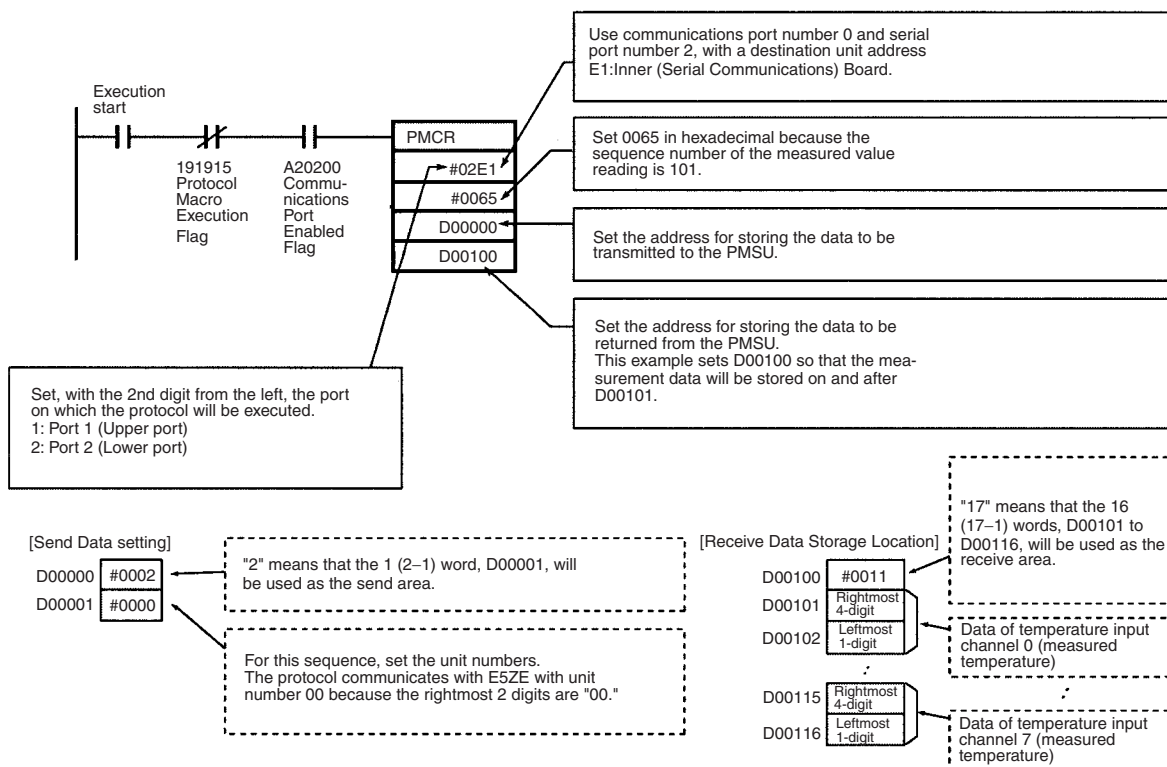 Use communications port number 0 and serial
port number 2, with a destination unit address
E1:Inner (Serial Communications) Board.
Execution
start
PMCR
#02E1
#0065
D00000
D00100
191915
Protocol
Macro
Execution
Flag
A20200
Commu-
nications
Port
Enabled
Flag
Set 0065 in hexadecimal because the
sequence number of the measured value
reading is 101.
Set the address for storing the data to be
transmitted to the PMSU.
Set the address for storing the data to be
returned from the PMSU.
This example sets D00100 so that the mea-
surement data will be stored on and after
D00101.
Set, with the 2nd digit from the left, the port
on which the protocol will be executed.
1: Port 1 (Upper port)
2: Port 2 (Lower port)
[Send Data setting]
D00000 #0002
D00001 #0000
"2" means that the 1 (2–1) word, D00001, will
be used as the send area.
For this sequence, set the unit numbers.
The protocol communicates with E5ZE with unit
number 00 because the rightmost 2 digits are "00."
[Receive Data Storage Location]
D00100 #0011
D00101 Rightmost
4-digit
D00102 Leftmost
1-digit
D00115 Rightmost
4-digit
D00116 Leftmost
1-digit
"17" means that the 16
(17–1) words, D00101 to
D00116, will be used as the
receive area.
Data of temperature input
channel 0 (measured
temperature)
Data of temperature input
channel 7 (measured
temperature)